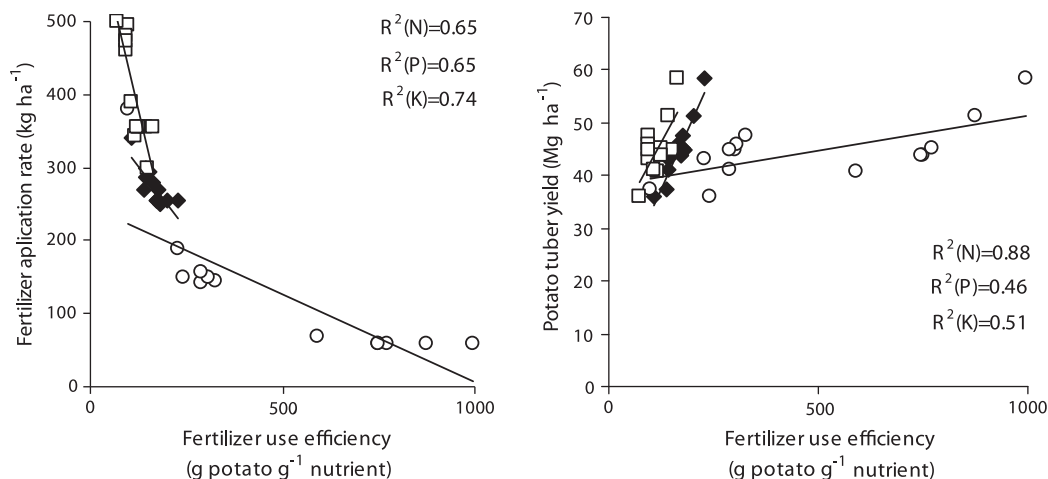 Fertilizer aplication rate (kg ha⁻¹)
500
400
300
200
100
0
R²(N)=0.65
R²(P)=0.65
R²(K)=0.74
0
500
1000
Fertilizer use efficiency
(g potato g⁻¹ nutrient)
Potato tuber yield (Mg ha⁻¹)
70
60
50
40
30
20
10
0
R²(N)=0.88
R²(P)=0.46
R²(K)=0.51
0
500
1000
Fertilizer use efficiency
(g potato g⁻¹ nutrient)